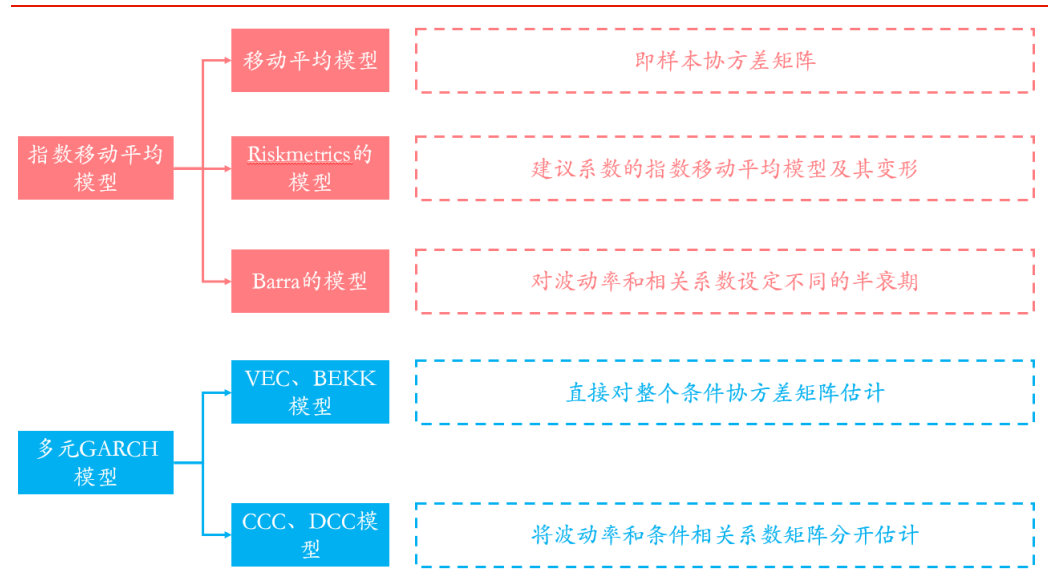 移动平均模型
即样本协方差矩阵
指数移动平均
模型
Riskmetrics的
模型
建议系数的指数移动平均模型及其变形
Barra的模型
对波动率和相关系数设定不同的半衰期
VEC、BEKK
模型
直接对整个条件协方差矩阵估计
多元GARCH
模型
CCC、DCC模
型
将波动率和条件相关系数矩阵分开估计